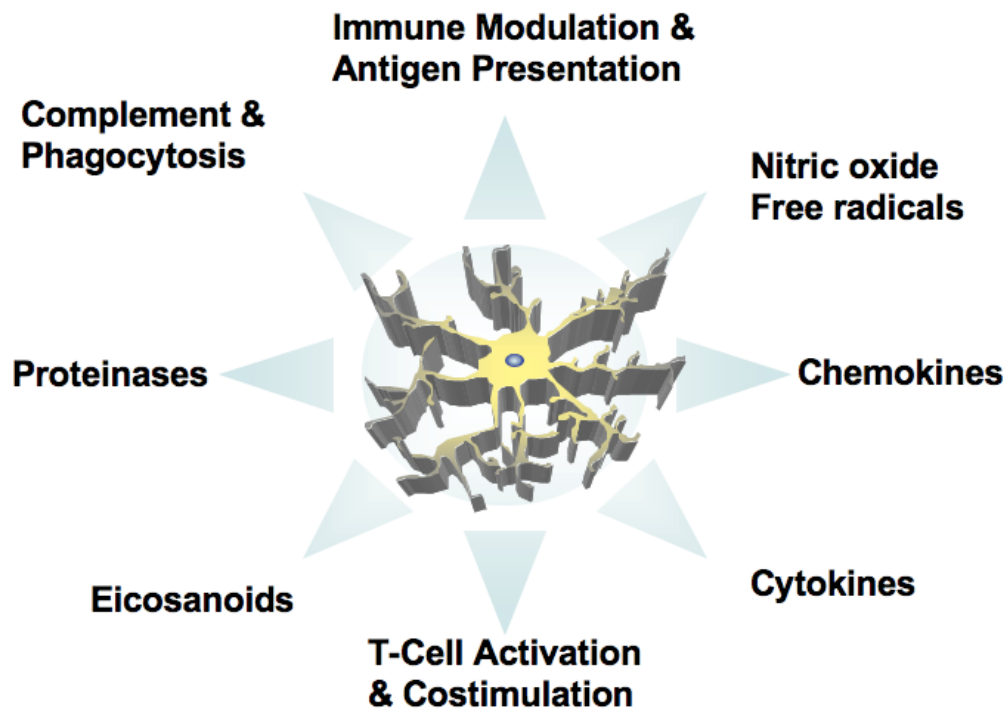 Immune Modulation &
Antigen Presentation
Complement &
Phagocytosis
Nitric oxide
Free radicals
Proteinases
Chemokines
Eicosanoids
Cytokines
T-Cell Activation
& Costimulation